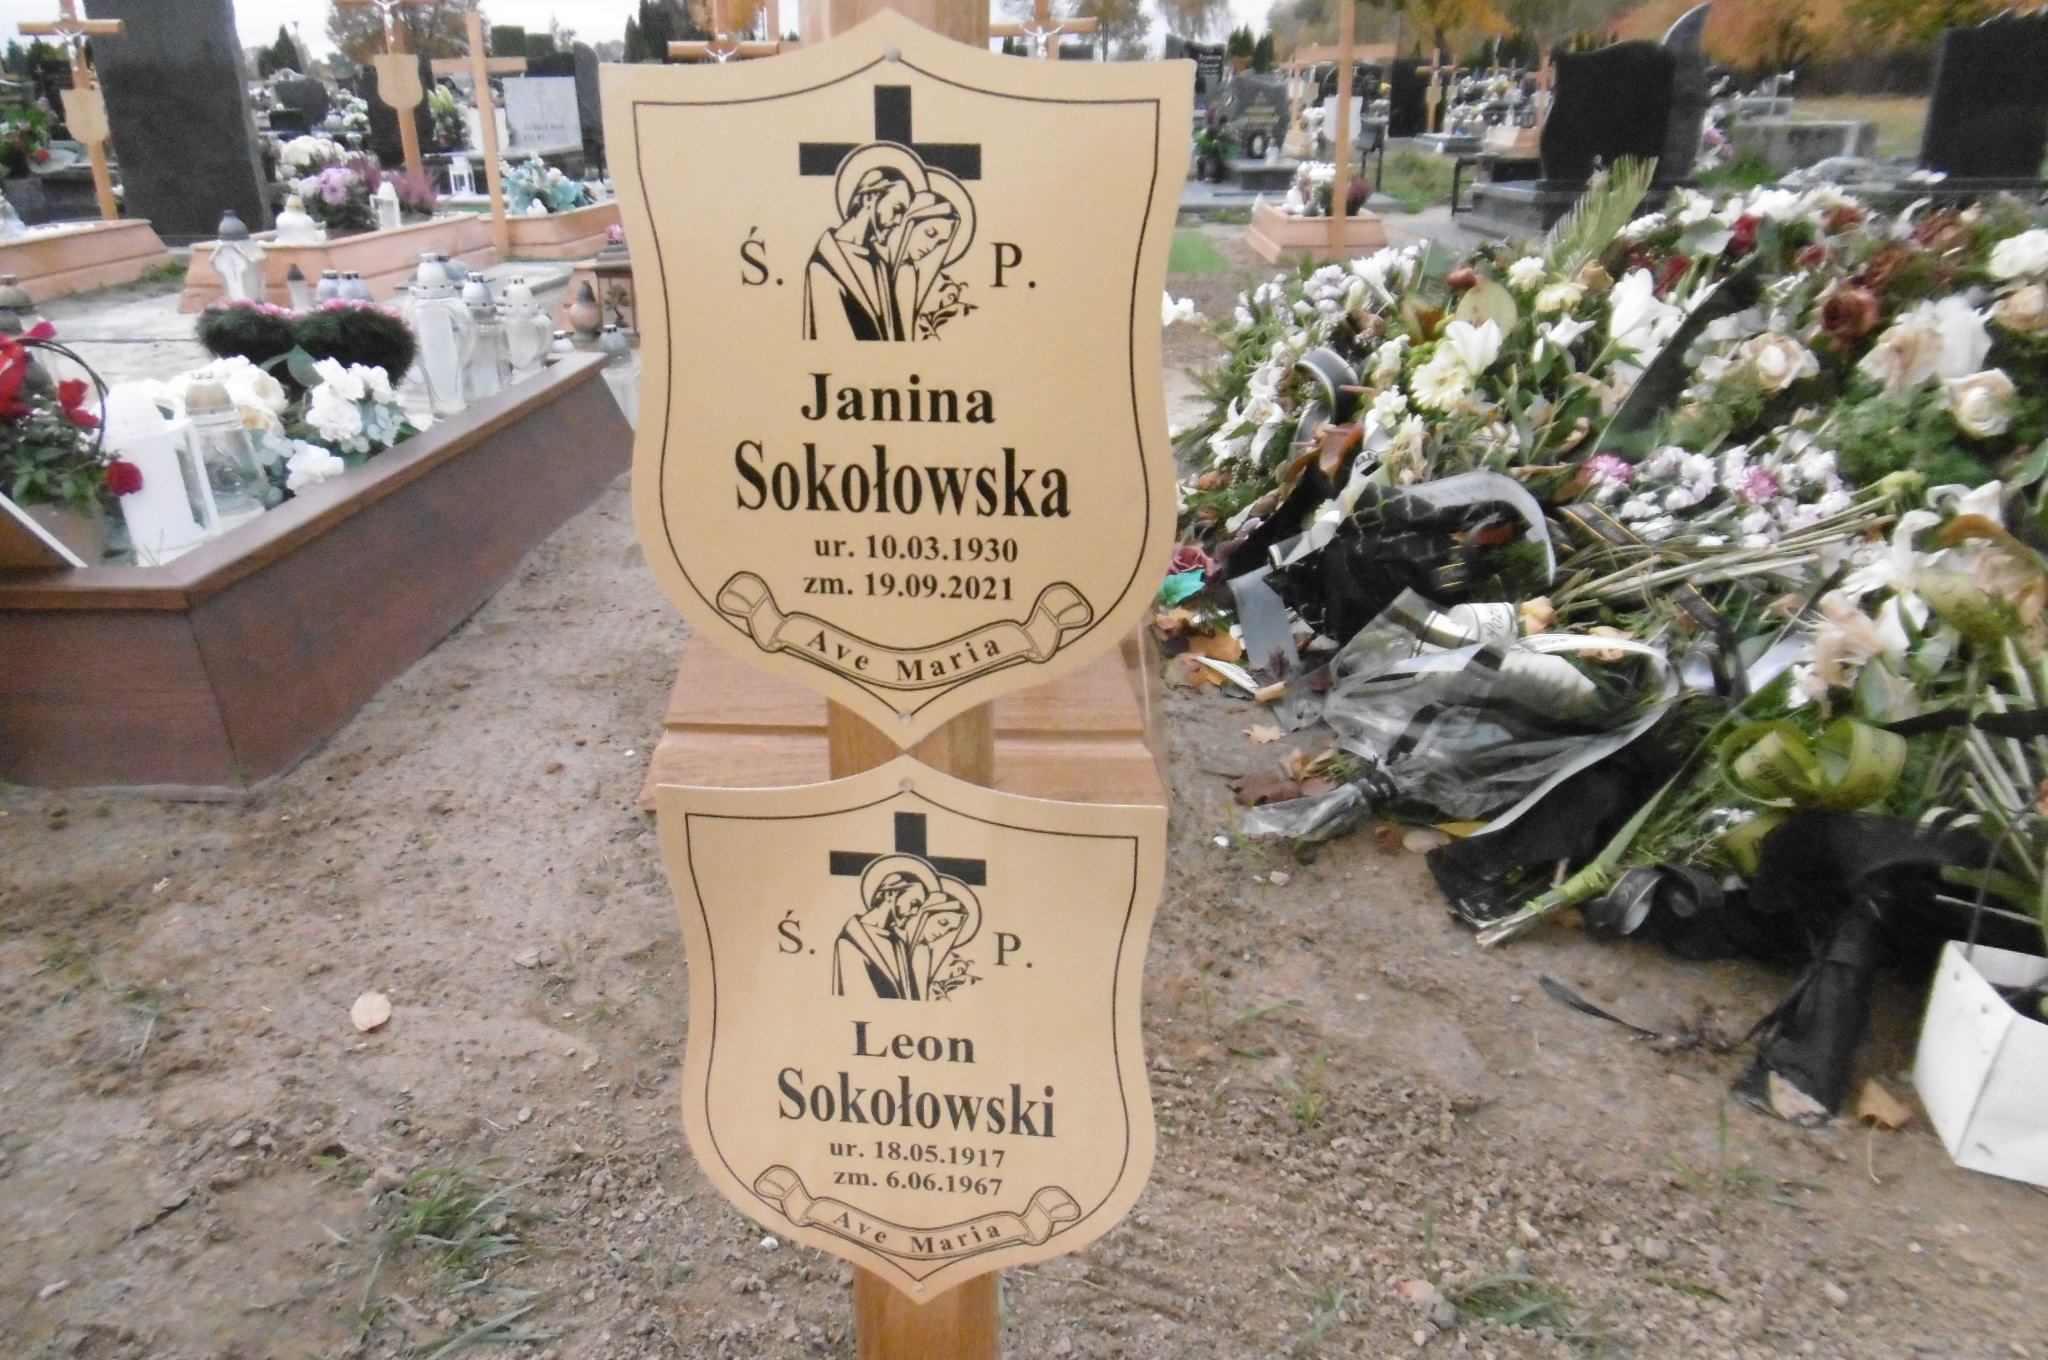 Ś. P.
Janina
Sokołowska
ur. 10.03.1930
zm. 19.09.2021
Ave Maria
Ś. P.
Leon
Sokołowski
ur. 18.05.1917
zm. 6.06.1967
Ave Maria